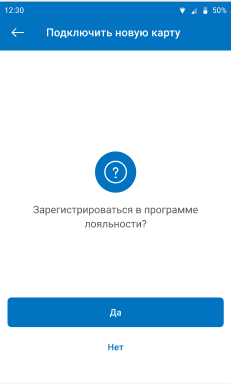 12:30
50%
Подключить новую карту
?
Зарегистрироваться в программе
лояльности?
Да
Нет